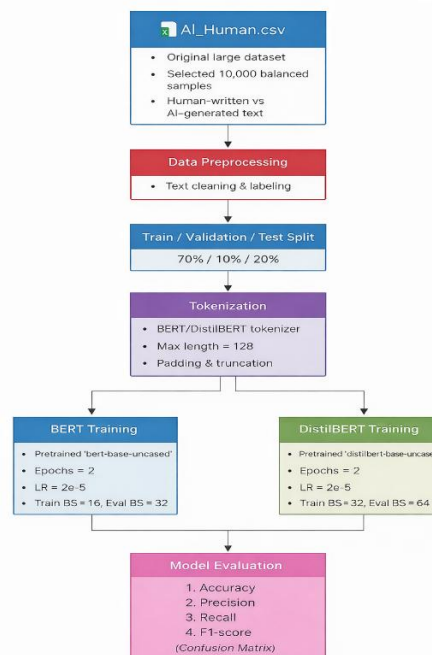 AI_Human.csv
• Original large dataset
• Selected 10,000 balanced
samples
• Human-written vs
AI-generated text
Data Preprocessing
• Text cleaning & labeling
Train / Validation / Test Split
70% / 10% / 20%
Tokenization
• BERT/DistilBERT tokenizer
• Max length = 128
• Padding & truncation
BERT Training
• Pretrained 'bert-base-uncased'
• Epochs = 2
• LR = 2e-5
• Train BS = 16, Eval BS = 32
DistilBERT Training
• Pretrained 'distilbert-base-uncase
• Epochs = 2
• LR = 2e-5
• Train BS = 32, Eval BS = 64
Model Evaluation
1. Accuracy
2. Precision
3. Recall
4. F1-score
(Confusion Matrix)